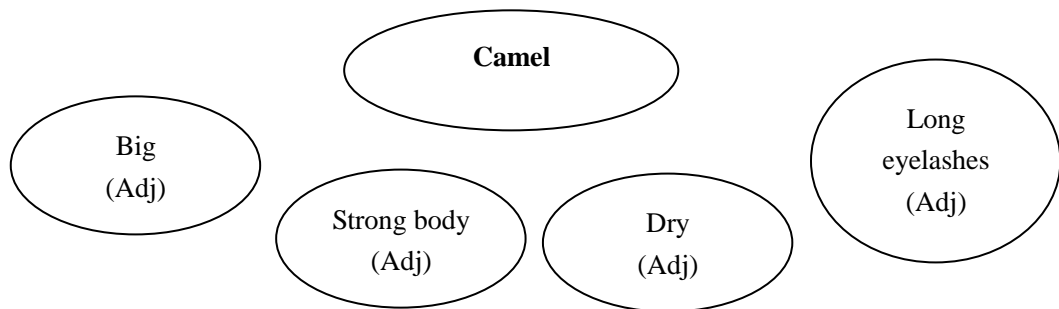 Camel
Big
(Adj)
Strong body
(Adj)
Dry
(Adj)
Long
eyelashes
(Adj)